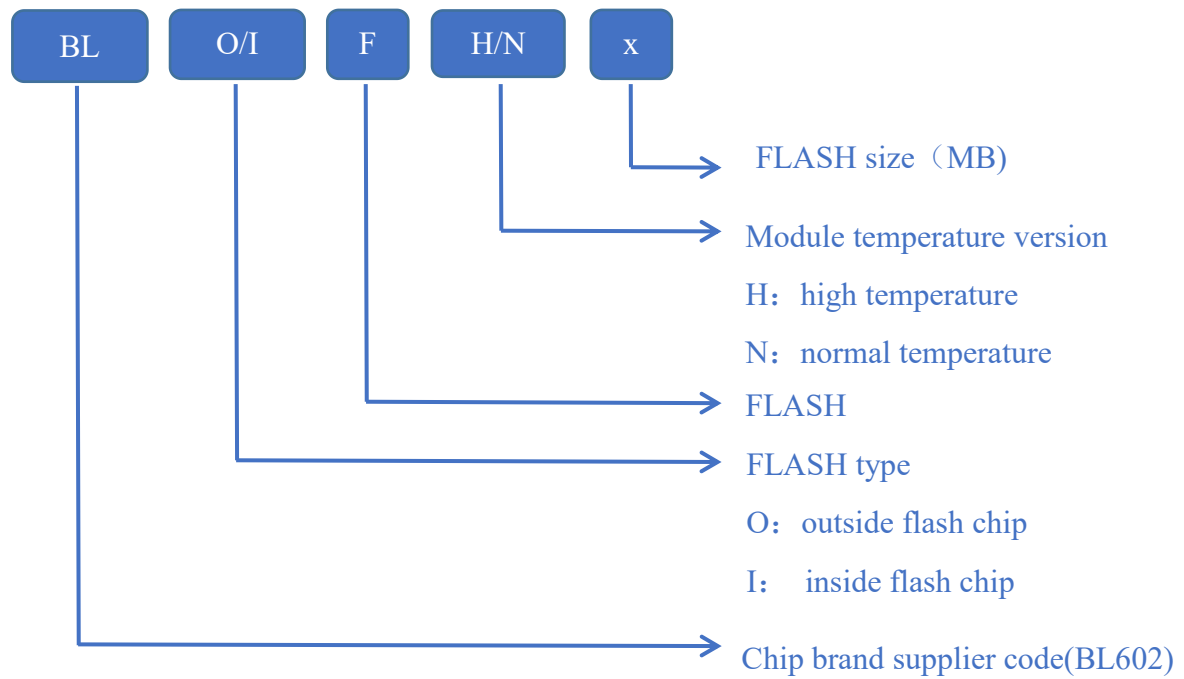 BL O/I F H/N x
FLASH size（MB)
Module temperature version
H：high temperature
N：normal temperature
FLASH
FLASH type
O：outside flash chip
I： inside flash chip
Chip brand supplier code(BL602)